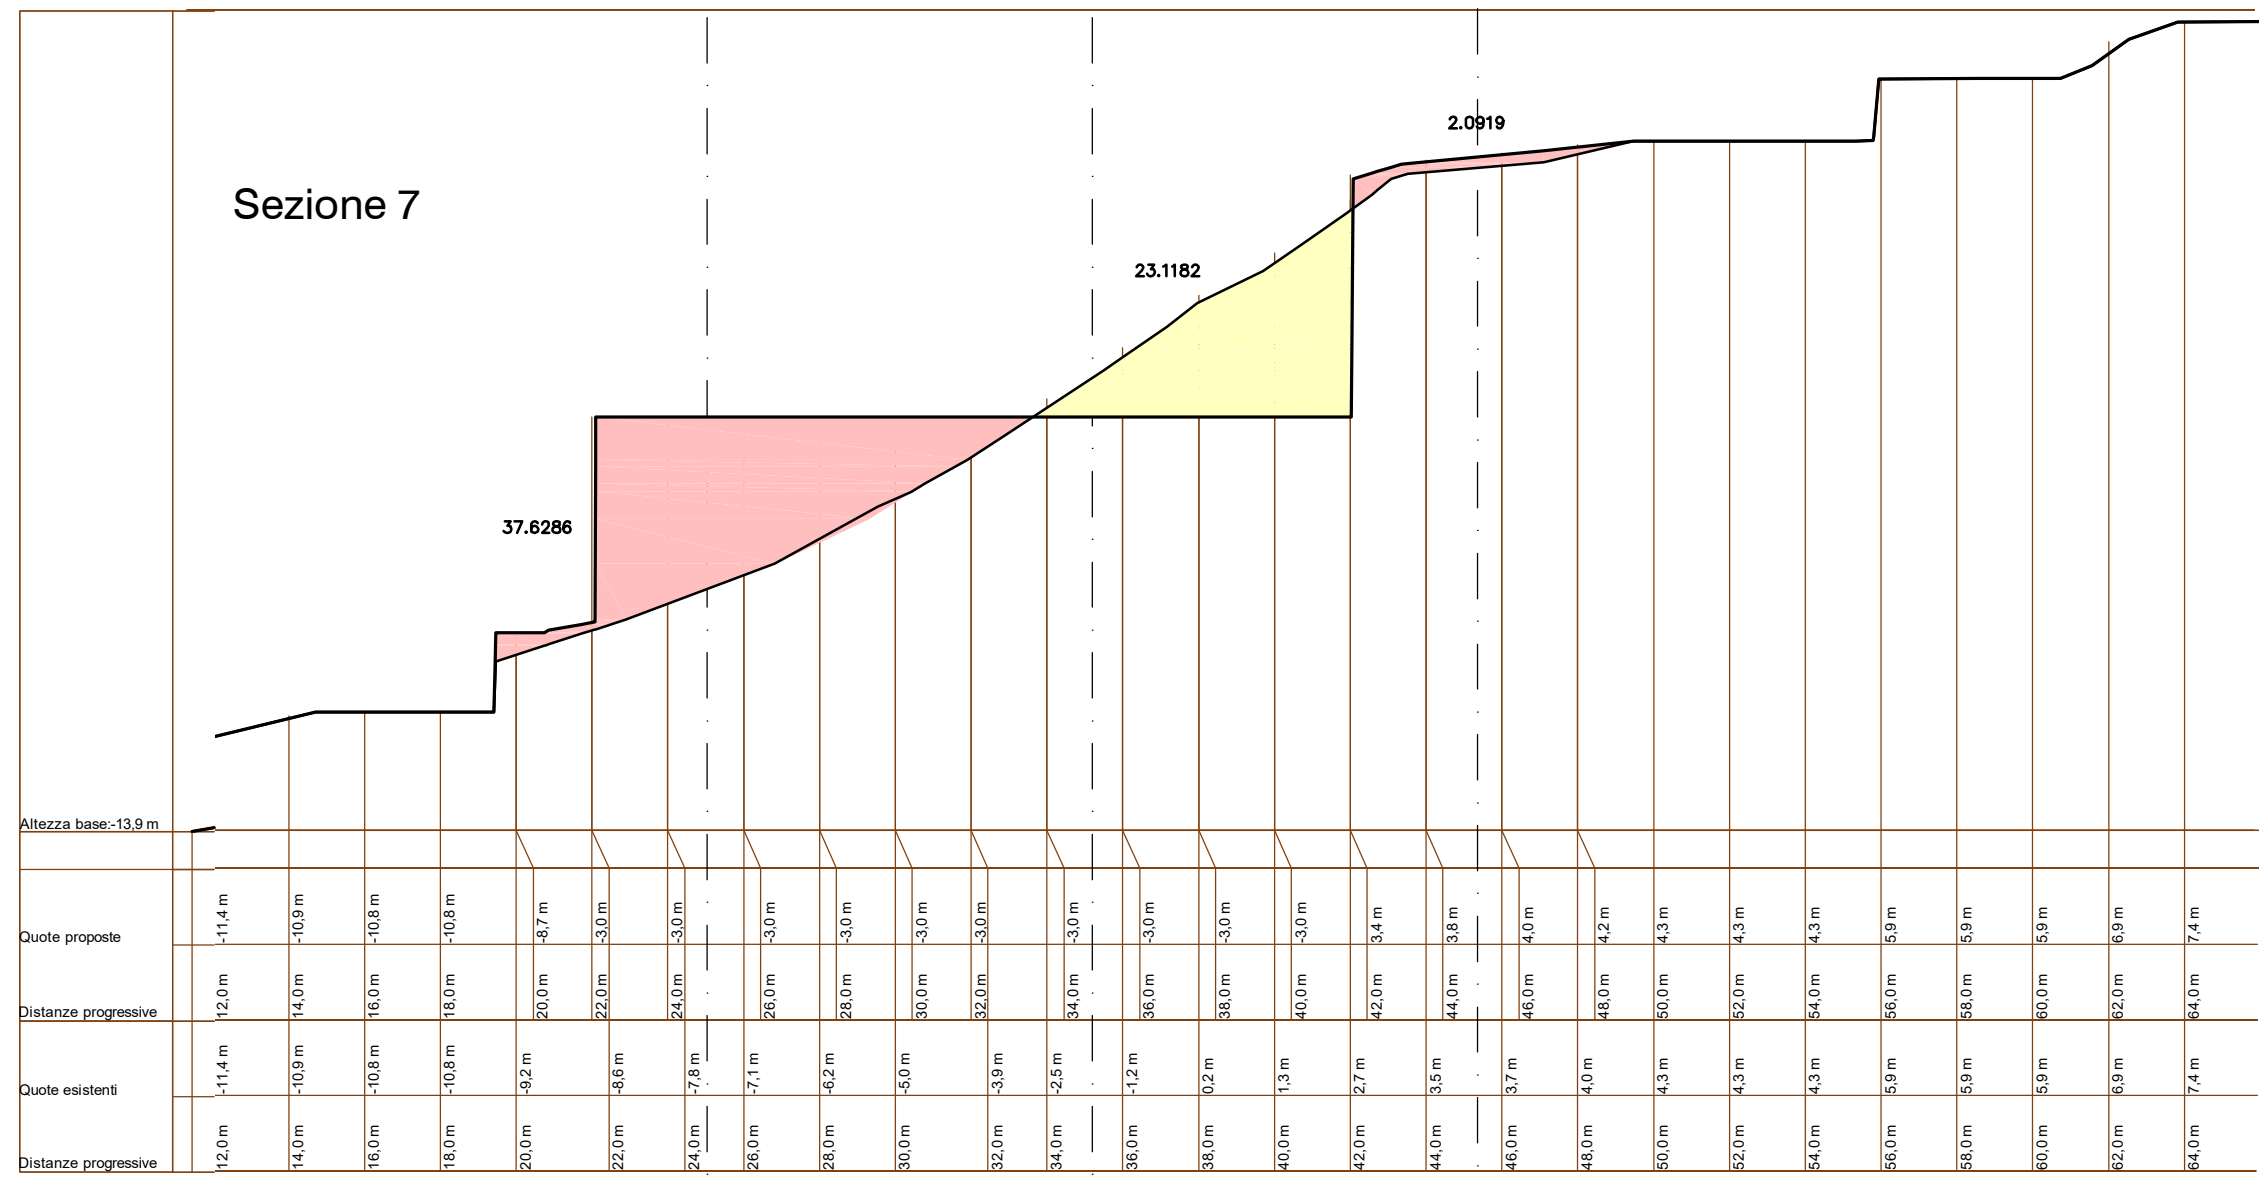 2.0919
Sezione 7
23.1182
37.6286
Altezza base:-13,9 m
Quote proposte
-11,4 m -10,9 m -10,8 m -10,8 m -8,7 m -3,0 m -3,0 m -3,0 m -3,0 m -3,0 m -3,0 m -3,0 m -3,0 m -3,0 m -3,0 m 3,4 m 3,8 m 4,0 m 4,2 m 4,3 m 4,3 m 4,3 m 5,9 m 5,9 m 5,9 m 6,9 m 7,4 m
Distanze progressive
12,0 m 14,0 m 16,0 m 18,0 m 20,0 m 22,0 m 24,0 m 26,0 m 28,0 m 30,0 m 32,0 m 34,0 m 36,0 m 38,0 m 40,0 m 42,0 m 44,0 m 46,0 m 48,0 m 50,0 m 52,0 m 54,0 m 56,0 m 58,0 m 60,0 m 62,0 m 64,0 m
Quote esistenti
-11,4 m -10,9 m -10,8 m -10,8 m -9,2 m -8,6 m -7,8 m -7,1 m -6,2 m -5,0 m -3,9 m -2,5 m -1,2 m 0,2 m 1,3 m 2,7 m 3,5 m 3,7 m 4,0 m 4,3 m 4,3 m 4,3 m 5,9 m 5,9 m 5,9 m 6,9 m 7,4 m
Distanze progressive
12,0 m 14,0 m 16,0 m 18,0 m 20,0 m 22,0 m 24,0 m 26,0 m 28,0 m 30,0 m 32,0 m 34,0 m 36,0 m 38,0 m 40,0 m 42,0 m 44,0 m 46,0 m 48,0 m 50,0 m 52,0 m 54,0 m 56,0 m 58,0 m 60,0 m 62,0 m 64,0 m